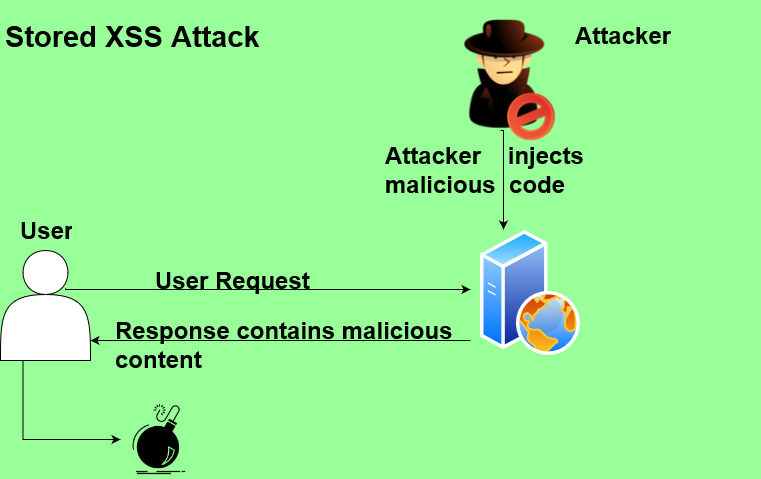 Stored XSS Attack
Attacker
Attacker injects
malicious code
User
User Request
Response contains malicious
content